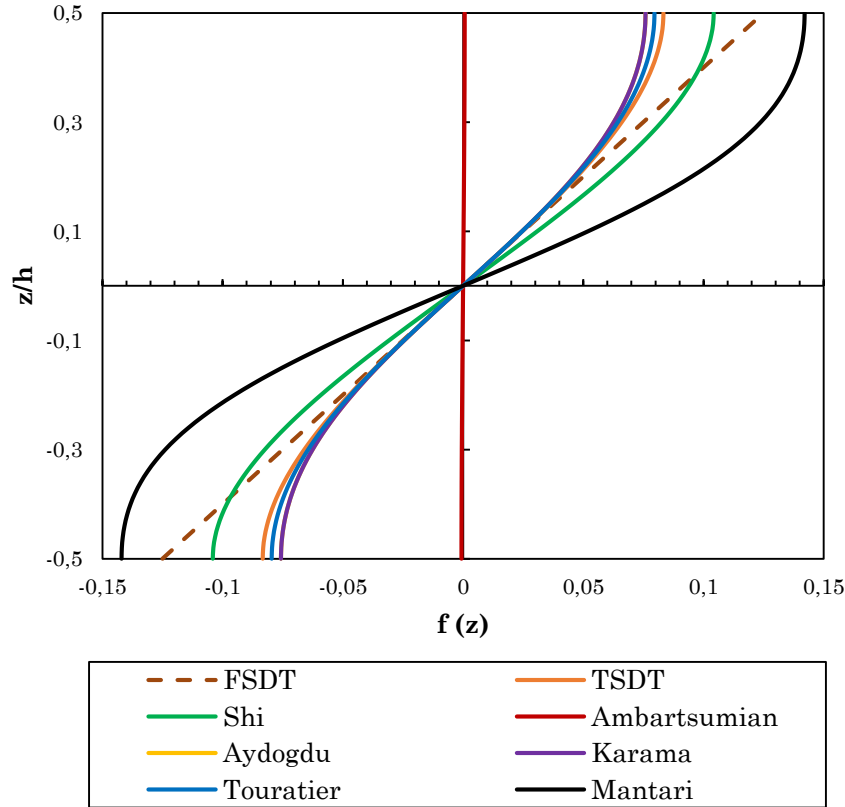 0,5
0,3
0,1
z/h
-0,1
-0,3
-0,5
-0,15 -0,1 -0,05 0 0,05 0,1 0,15
f (z)
FSDT TSDT
Shi Ambartsumian
Aydogdu Karama
Touratier Mantari